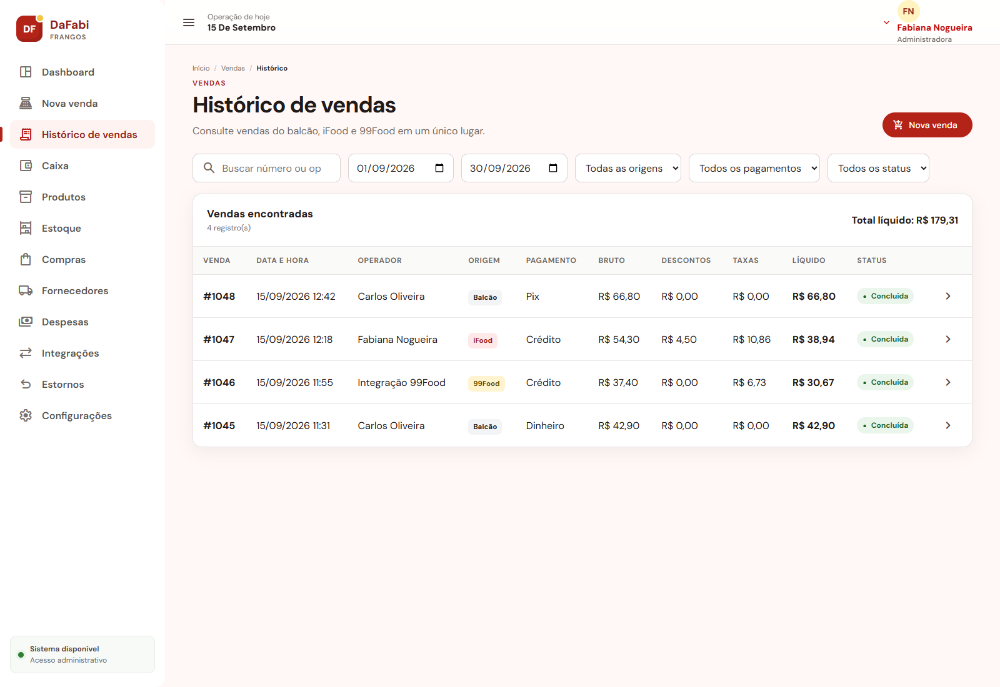 DF
DaFabi
FRANGOS
Dashboard
Nova venda
Histórico de vendas
Caixa
Produtos
Estoque
Compras
Fornecedores
Despesas
Integrações
Estornos
Configurações
Sistema disponível
Acesso administrativo
Operação de hoje
15 De Setembro
FN
Fabiana Nogueira
Administradora
Início / Vendas / Histórico
VENDAS
Histórico de vendas
Consulte vendas do balcão, iFood e 99Food em um único lugar.
Nova venda
Buscar número ou op 01/09/2026 30/09/2026 Todas as origens Todos os pagamentos Todos os status
Vendas encontradas
4 registro(s)
Total líquido: R$ 179,31
VENDA DATA E HORA OPERADOR ORIGEM PAGAMENTO BRUTO DESCONTOS TAXAS LÍQUIDO STATUS
#1048 15/09/2026 12:42 Carlos Oliveira Balcão Pix R$ 66,80 R$ 0,00 R$ 0,00 R$ 66,80 • Concluída
#1047 15/09/2026 12:18 Fabiana Nogueira iFood Crédito R$ 54,30 R$ 4,50 R$ 10,86 R$ 38,94 • Concluída
#1046 15/09/2026 11:55 Integração 99Food 99Food Crédito R$ 37,40 R$ 0,00 R$ 6,73 R$ 30,67 • Concluída
#1045 15/09/2026 11:31 Carlos Oliveira Balcão Dinheiro R$ 42,90 R$ 0,00 R$ 0,00 R$ 42,90 • Concluída